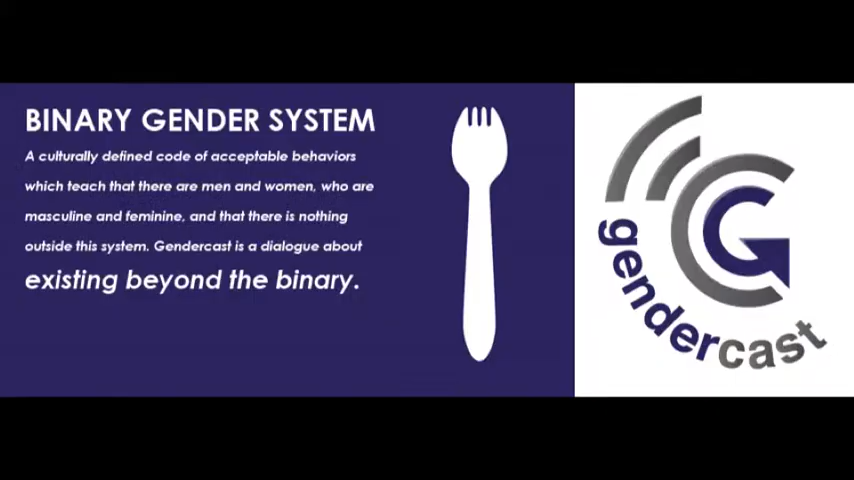 BINARY GENDER SYSTEM
A culturally defined code of acceptable behaviors
which teach that there are men and women, who are
masculine and feminine, and that there is nothing
outside this system. Gendercast is a dialogue about
existing beyond the binary.
G
gendercast